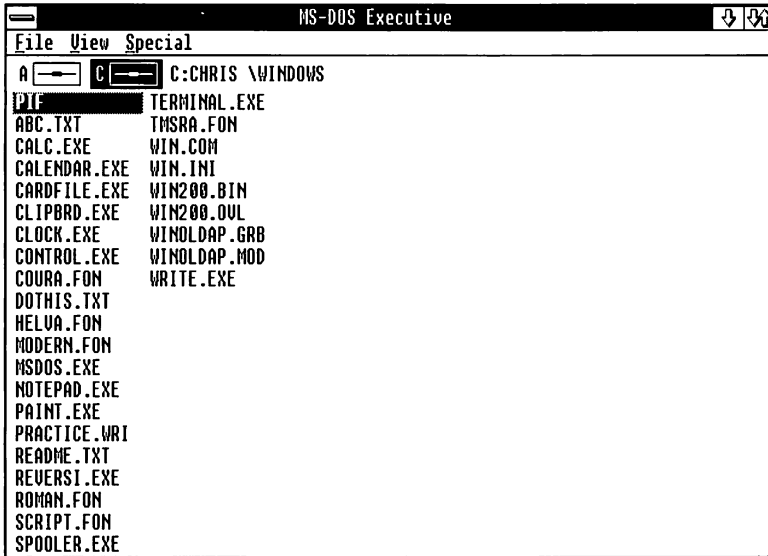 MS-DOS Executive
File View Special
A C C:CHRIS \WINDOWS
PIF
ABC.TXT
CALC.EXE
CALENDAR.EXE
CARDFILE.EXE
CLIPBRD.EXE
CLOCK.EXE
CONTROL.EXE
COURA.FON
DOTHIS.TXT
HELVA.FON
MODERN.FON
MSDOS.EXE
NOTEPAD.EXE
PAINT.EXE
PRACTICE.WRI
README.TXT
REVERSI.EXE
ROMAN.FON
SCRIPT.FON
SPOOLER.EXE
TERMINAL.EXE
TMSRA.FON
WIN.COM
WIN.INI
WIN200.BIN
WIN200.OVL
WINOLDAP.GRB
WINOLDAP.MOD
WRITE.EXE